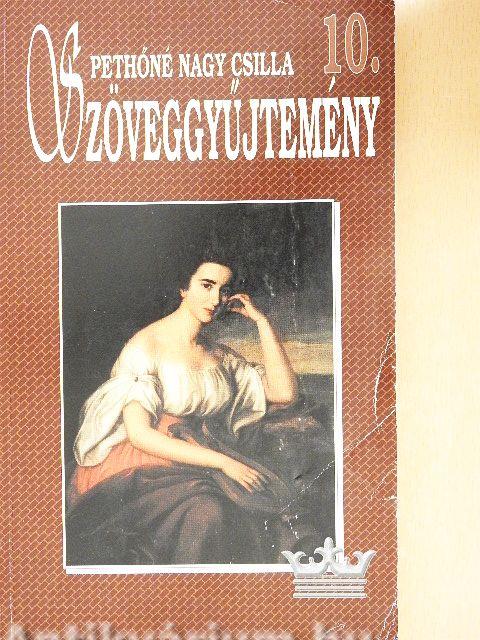 PETHŐNÉ NAGY CSILLA
10.
SZÖVEGGYŰJTEMÉNY